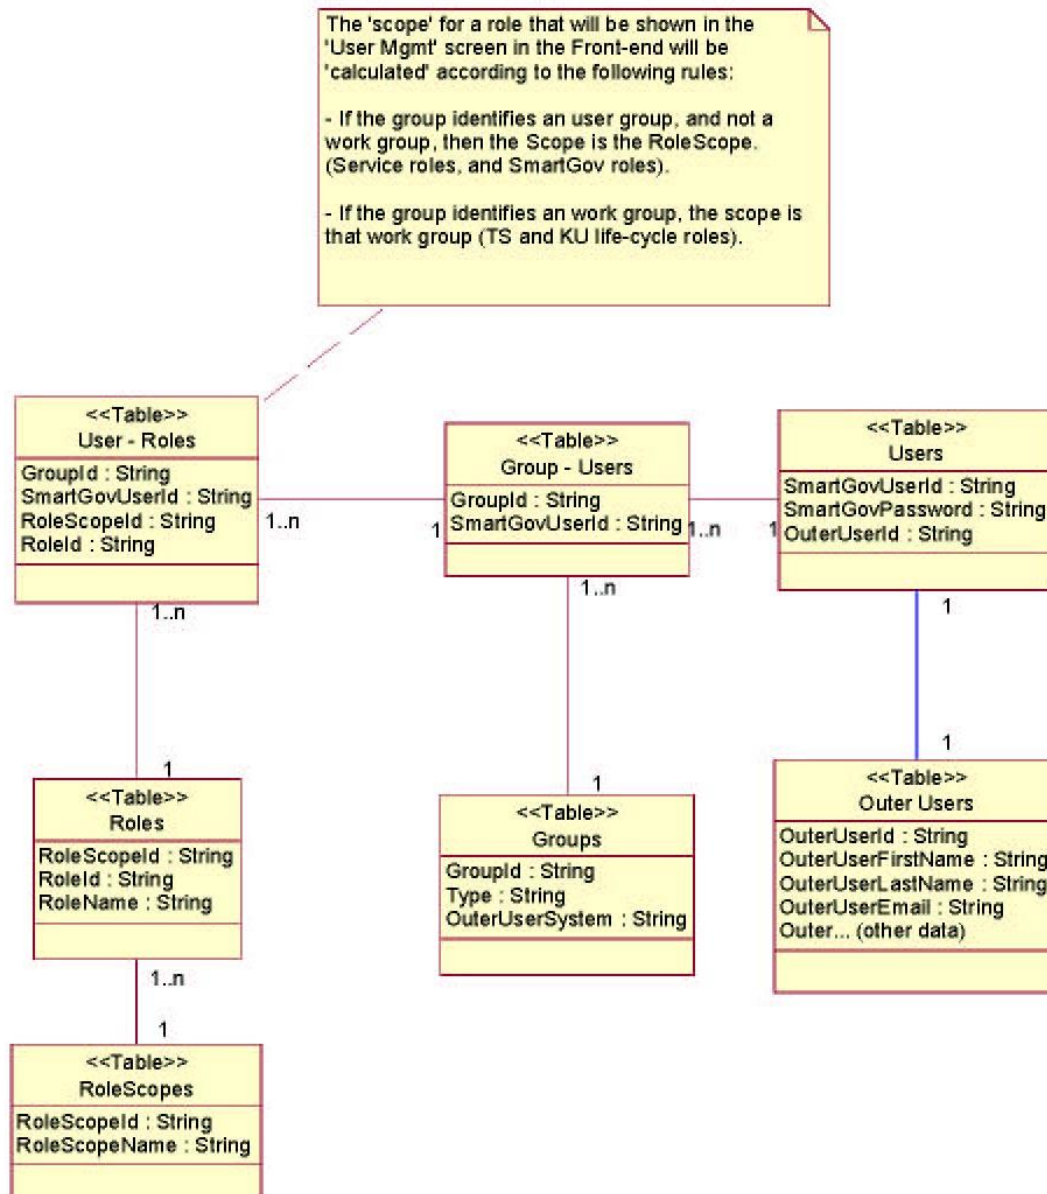 The 'scope' for a role that will be shown in the
'User Mgmt' screen in the Front-end will be
'calculated' according to the following rules:
- If the group identifies an user group, and not a
work group, then the Scope is the RoleScope.
(Service roles, and SmartGov roles).
- If the group identifies an work group, the scope is
that work group (TS and KU life-cycle roles).
<<Table>>
User - Roles
GroupId : String
SmartGovUserId : String
RoleScopeId : String
RoleId : String
1..n
1
1..n
<<Table>>
Group - Users
GroupId : String
SmartGovUserId : String
1..n
1
1..n
<<Table>>
Users
SmartGovUserId : String
SmartGovPassword : String
OuterUserId : String
1
1
<<Table>>
Roles
RoleScopeId : String
RoleId : String
RoleName : String
1..n
1
1
<<Table>>
Groups
GroupId : String
Type : String
OuterUserSystem : String
1
<<Table>>
Outer Users
OuterUserId : String
OuterUserFirstName : String
OuterUserLastName : String
OuterUserEmail : String
Outer... (other data)
<<Table>>
RoleScopes
RoleScopeId : String
RoleScopeName : String